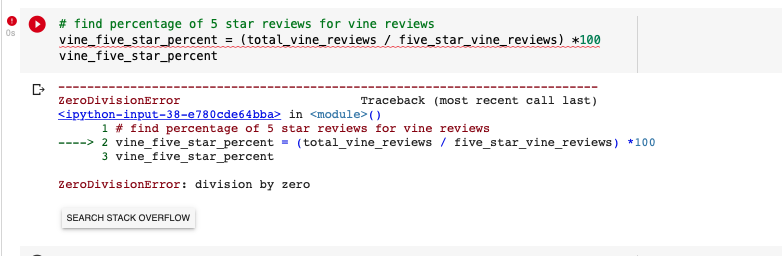 # find percentage of 5 star reviews for vine reviews
0s
vine_five_star_percent = (total_vine_reviews / five_star_vine_reviews) *100
vine_five_star_percent
---------------------------------------------------------------------------
ZeroDivisionError                         Traceback (most recent call last)
<ipython-input-38-e780cde64bba> in <module>()
      1 # find percentage of 5 star reviews for vine reviews
----> 2 vine_five_star_percent = (total_vine_reviews / five_star_vine_reviews) *100
      3 vine_five_star_percent
ZeroDivisionError: division by zero
SEARCH STACK OVERFLOW